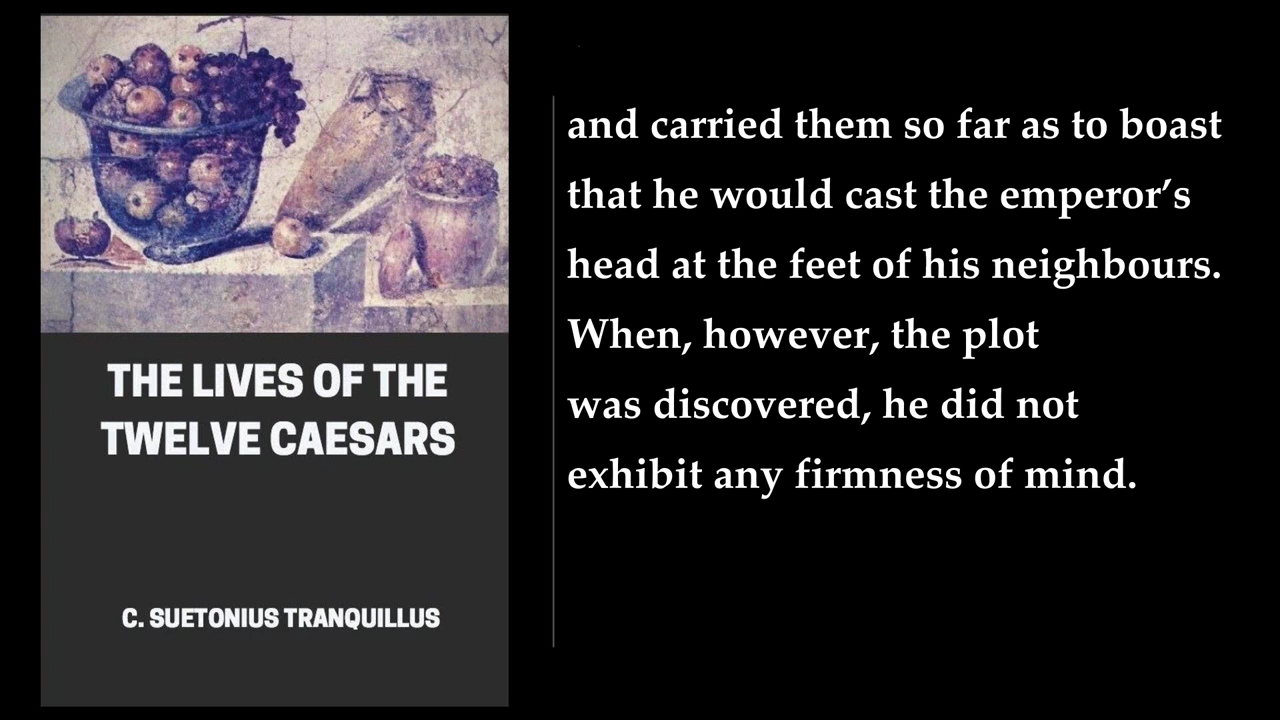 THE LIVES OF THE
TWELVE CAESARS
C. SUETONIUS TRANQUILLUS
and carried them so far as to boast
that he would cast the emperor’s
head at the feet of his neighbours.
When, however, the plot
was discovered, he did not
exhibit any firmness of mind.